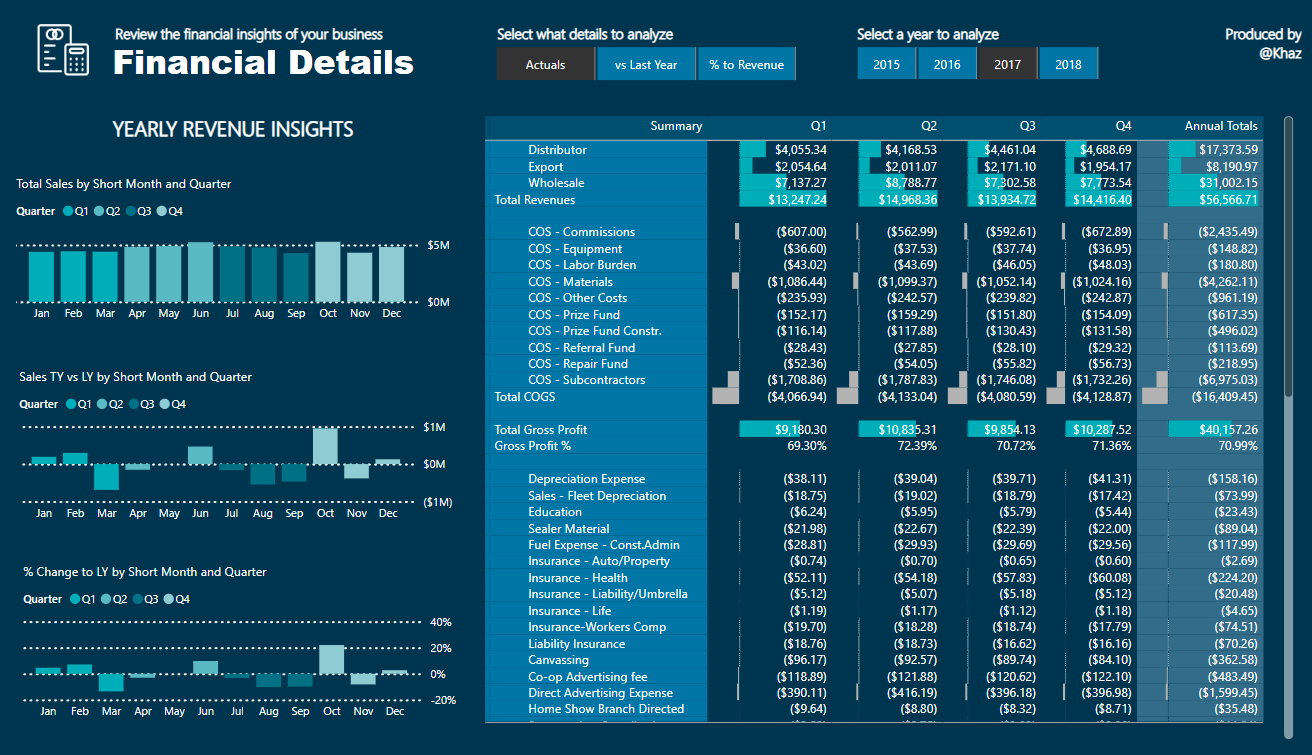 Review the financial insights of your business
Financial Details
Select what details to analyze
Actuals
vs Last Year
% to Revenue
Select a year to analyze
2015
2016
2017
2018
Produced by
@Khaz
YEARLY REVENUE INSIGHTS
Total Sales by Short Month and Quarter
Quarter Q1 Q2 Q3 Q4
$5M
$0M
Jan Feb Mar Apr May Jun Jul Aug Sep Oct Nov Dec
Sales TY vs LY by Short Month and Quarter
Quarter Q1 Q2 Q3 Q4
$1M
$0M
($1M)
Jan Feb Mar Apr May Jun Jul Aug Sep Oct Nov Dec
% Change to LY by Short Month and Quarter
Quarter Q1 Q2 Q3 Q4
40%
20%
0%
-20%
Jan Feb Mar Apr May Jun Jul Aug Sep Oct Nov Dec
Summary Q1 Q2 Q3 Q4 Annual Totals
Distributor $4,055.34 $4,168.53 $4,461.04 $4,688.69 $17,373.59
Export $2,054.64 $2,011.07 $2,171.10 $1,954.17 $8,190.97
Wholesale $7,137.27 $8,788.77 $7,302.58 $7,773.54 $31,002.15
Total Revenues $13,247.24 $14,968.36 $13,934.72 $14,416.40 $56,566.71
COS - Commissions ($607.00) ($562.99) ($592.61) ($672.89) ($2,435.49)
COS - Equipment ($36.60) ($37.53) ($37.74) ($36.95) ($148.82)
COS - Labor Burden ($43.02) ($43.69) ($46.05) ($48.03) ($180.80)
COS - Materials ($1,086.44) ($1,099.37) ($1,052.14) ($1,024.16) ($4,262.11)
COS - Other Costs ($235.93) ($242.57) ($239.82) ($242.87) ($961.19)
COS - Prize Fund ($152.17) ($159.29) ($151.80) ($154.09) ($617.35)
COS - Prize Fund Constr. ($116.14) ($117.88) ($130.43) ($131.58) ($496.02)
COS - Referral Fund ($28.43) ($27.85) ($28.10) ($29.32) ($113.69)
COS - Repair Fund ($52.36) ($54.05) ($55.82) ($56.73) ($218.95)
COS - Subcontractors ($1,708.86) ($1,787.83) ($1,746.08) ($1,732.26) ($6,975.03)
Total COGS ($4,066.94) ($4,133.04) ($4,080.59) ($4,128.87) ($16,409.45)
Total Gross Profit $9,180.30 $10,835.31 $9,854.13 $10,287.52 $40,157.26
Gross Profit % 69.30% 72.39% 70.72% 71.36% 70.99%
Depreciation Expense ($38.11) ($39.04) ($39.71) ($41.31) ($158.16)
Sales - Fleet Depreciation ($18.75) ($19.02) ($18.79) ($17.42) ($73.99)
Education ($6.24) ($5.95) ($5.79) ($5.44) ($23.43)
Sealer Material ($21.98) ($22.67) ($22.39) ($22.00) ($89.04)
Fuel Expense - Const.Admin ($28.81) ($29.93) ($29.69) ($29.56) ($117.99)
Insurance - Auto/Property ($0.74) ($0.70) ($0.65) ($0.60) ($2.69)
Insurance - Health ($52.11) ($54.18) ($57.83) ($60.08) ($224.20)
Insurance - Liability/Umbrella ($5.12) ($5.07) ($5.18) ($5.12) ($20.48)
Insurance - Life ($1.19) ($1.17) ($1.12) ($1.18) ($4.65)
Insurance-Workers Comp ($19.70) ($18.28) ($18.74) ($17.79) ($74.51)
Liability Insurance ($18.76) ($18.73) ($16.62) ($16.16) ($70.26)
Canvassing ($96.17) ($92.57) ($89.74) ($84.10) ($362.58)
Co-op Advertising fee ($118.89) ($121.88) ($120.62) ($122.10) ($483.49)
Direct Advertising Expense ($390.11) ($416.19) ($396.18) ($396.98) ($1,599.45)
Home Show Branch Directed ($9.64) ($8.80) ($8.32) ($8.71) ($35.48)